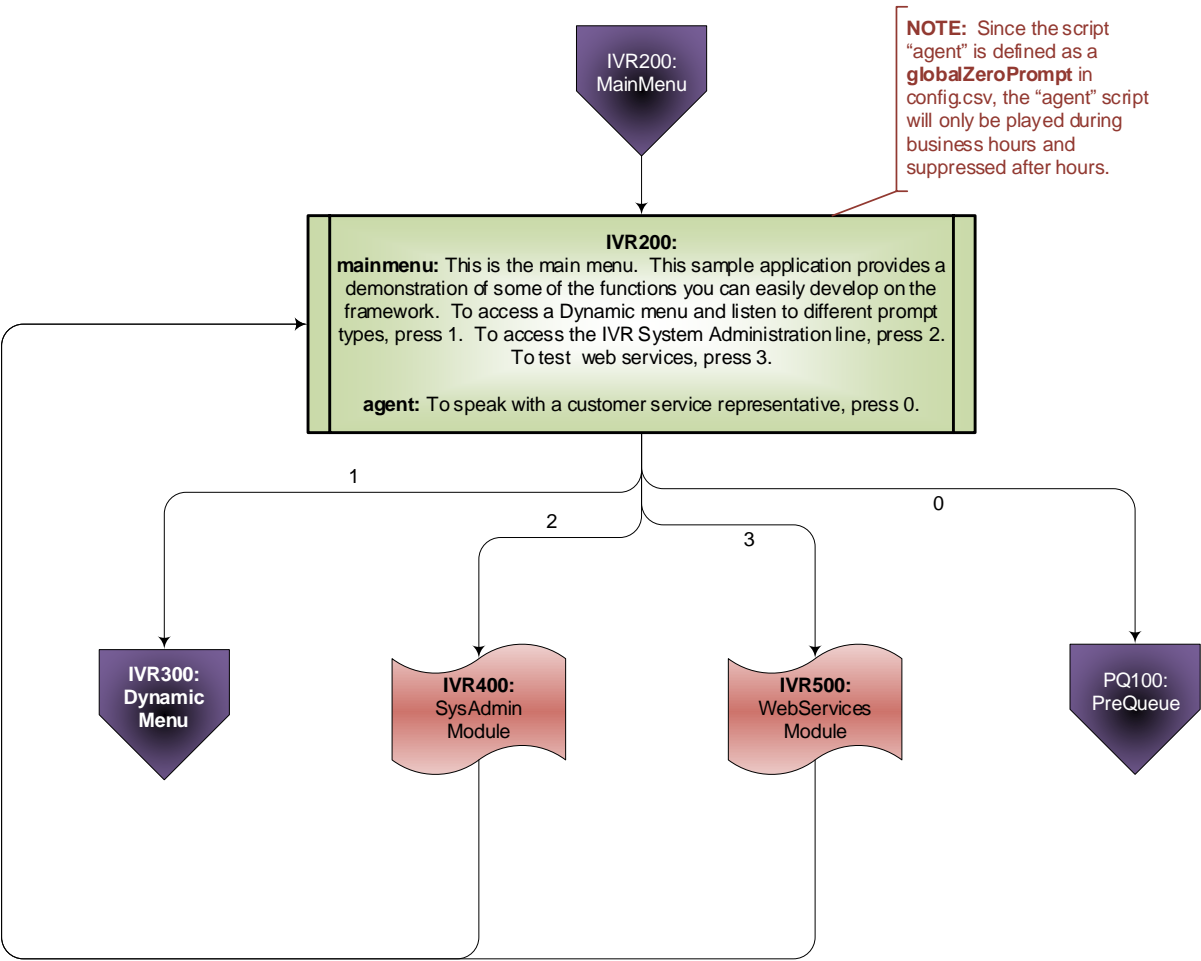 IVR200:
MainMenu
NOTE: Since the script
“agent” is defined as a
globalZeroPrompt in
config.csv, the “agent” script
will only be played during
business hours and
suppressed after hours.
IVR200:
mainmenu: This is the main menu. This sample application provides a
demonstration of some of the functions you can easily develop on the
framework. To access a Dynamic menu and listen to different prompt
types, press 1. To access the IVR System Administration line, press 2.
To test web services, press 3.
agent: To speak with a customer service representative, press 0.
1
2
3
0
IVR300:
Dynamic
Menu
IVR400:
SysAdmin
Module
IVR500:
WebServices
Module
PQ100:
PreQueue